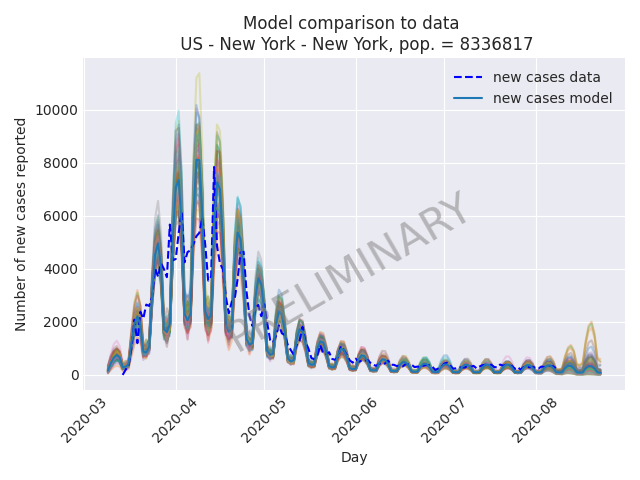 Model comparison to data
US - New York - New York, pop. = 8336817
new cases data
new cases model
Number of new cases reported
10000
8000
6000
4000
2000
0
PRELIMINARY
2020-03
2020-04
2020-05
2020-06
2020-07
2020-08
Day